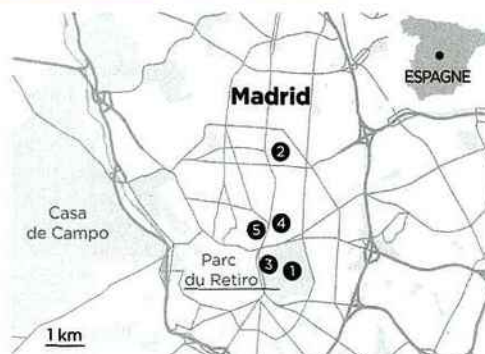 ESPAGNE
Madrid
2
Casa
de Campo
5
4
Parc
du Retiro
3
1
1 km